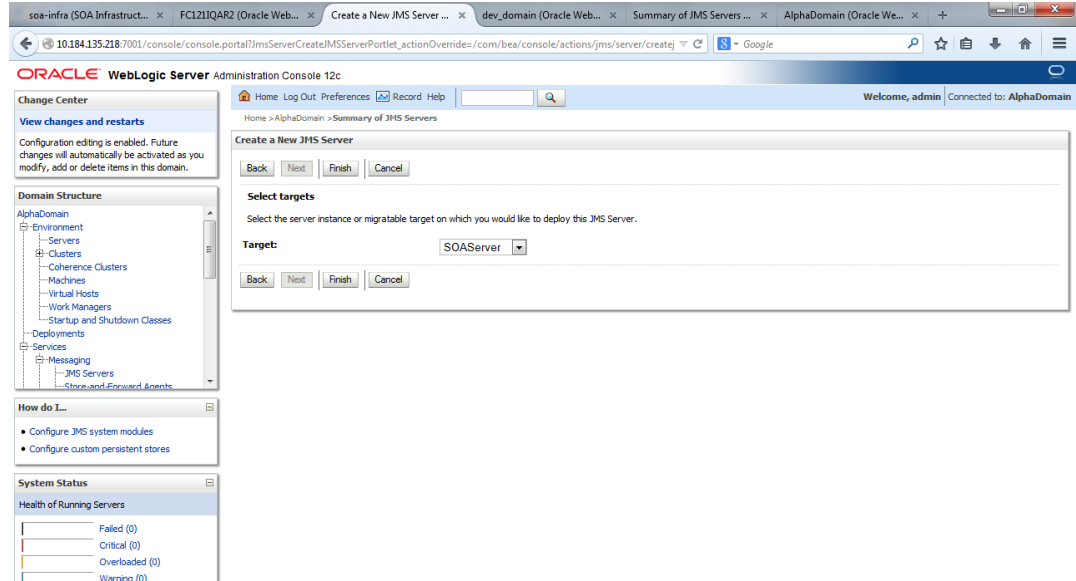 soa-infra (SOA Infrastruct... ×
FC121IQAR2 (Oracle Web... ×
Create a New JMS Server ... ×
dev_domain (Oracle Web... ×
Summary of JMS Servers ... ×
AlphaDomain (Oracle We... ×
+
10.184.135.218:7001/console/console.portal?JmsServerCreateJMSServerPortlet_actionOverride=/com/bea/console/actions/jms/server/createj
8 Google
ORACLE WebLogic Server Administration Console 12c
Change Center
View changes and restarts
Configuration editing is enabled. Future
changes will automatically be activated as you
modify, add or delete items in this domain.
Domain Structure
AlphaDomain
Environment
Servers
Clusters
Coherence Clusters
Machines
Virtual Hosts
Work Managers
Startup and Shutdown Classes
Deployments
Services
Messaging
JMS Servers
Store-and-Forward Agents
How do I...
• Configure JMS system modules
• Configure custom persistent stores
System Status
Health of Running Servers
Failed (0)
Critical (0)
Overloaded (0)
Warning (0)
Home Log Out Preferences Record Help
Welcome, admin Connected to: AlphaDomain
Home >AlphaDomain >Summary of JMS Servers
Create a New JMS Server
Back Next Finish Cancel
Select targets
Select the server instance or migratable target on which you would like to deploy this JMS Server.
Target: SOAServer
Back Next Finish Cancel